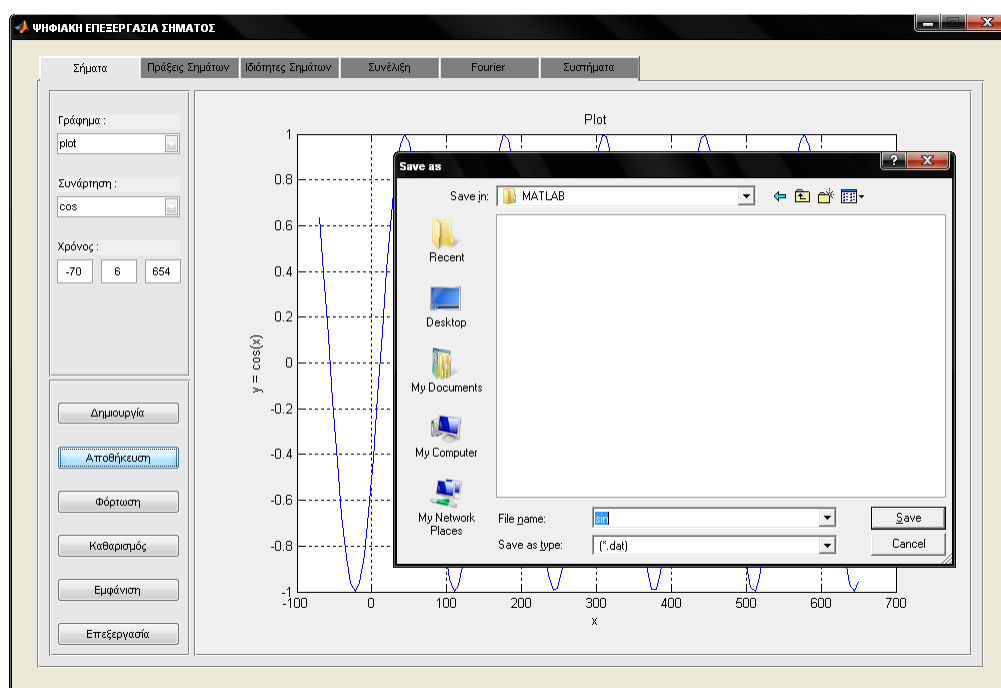 ΨΗΦΙΑΚΗ ΕΠΕΞΕΡΓΑΣΙΑ ΣΗΜΑΤΟΣ
Σήματα
Πράξεις Σημάτων
Ιδιότητες Σημάτων
Συνέλιξη
Fourier
Συστήματα
Γράφημα :
plot
Συνάρτηση :
cos
Χρόνος :
-70 6 654
Δημιουργία
Αποθήκευση
Φόρτωση
Καθαρισμός
Εμφάνιση
Επεξεργασία
Plot
1
0.8
0.6
0.4
0.2
0
-0.2
-0.4
-0.6
-0.8
-1
y = cos(x)
-100 0 100 200 300 400 500 600 700
x
Save as
Save in: MATLAB
Recent
Desktop
My Documents
My Computer
My Network
Places
File name: sin
Save
Save as type: (*.dat)
Cancel